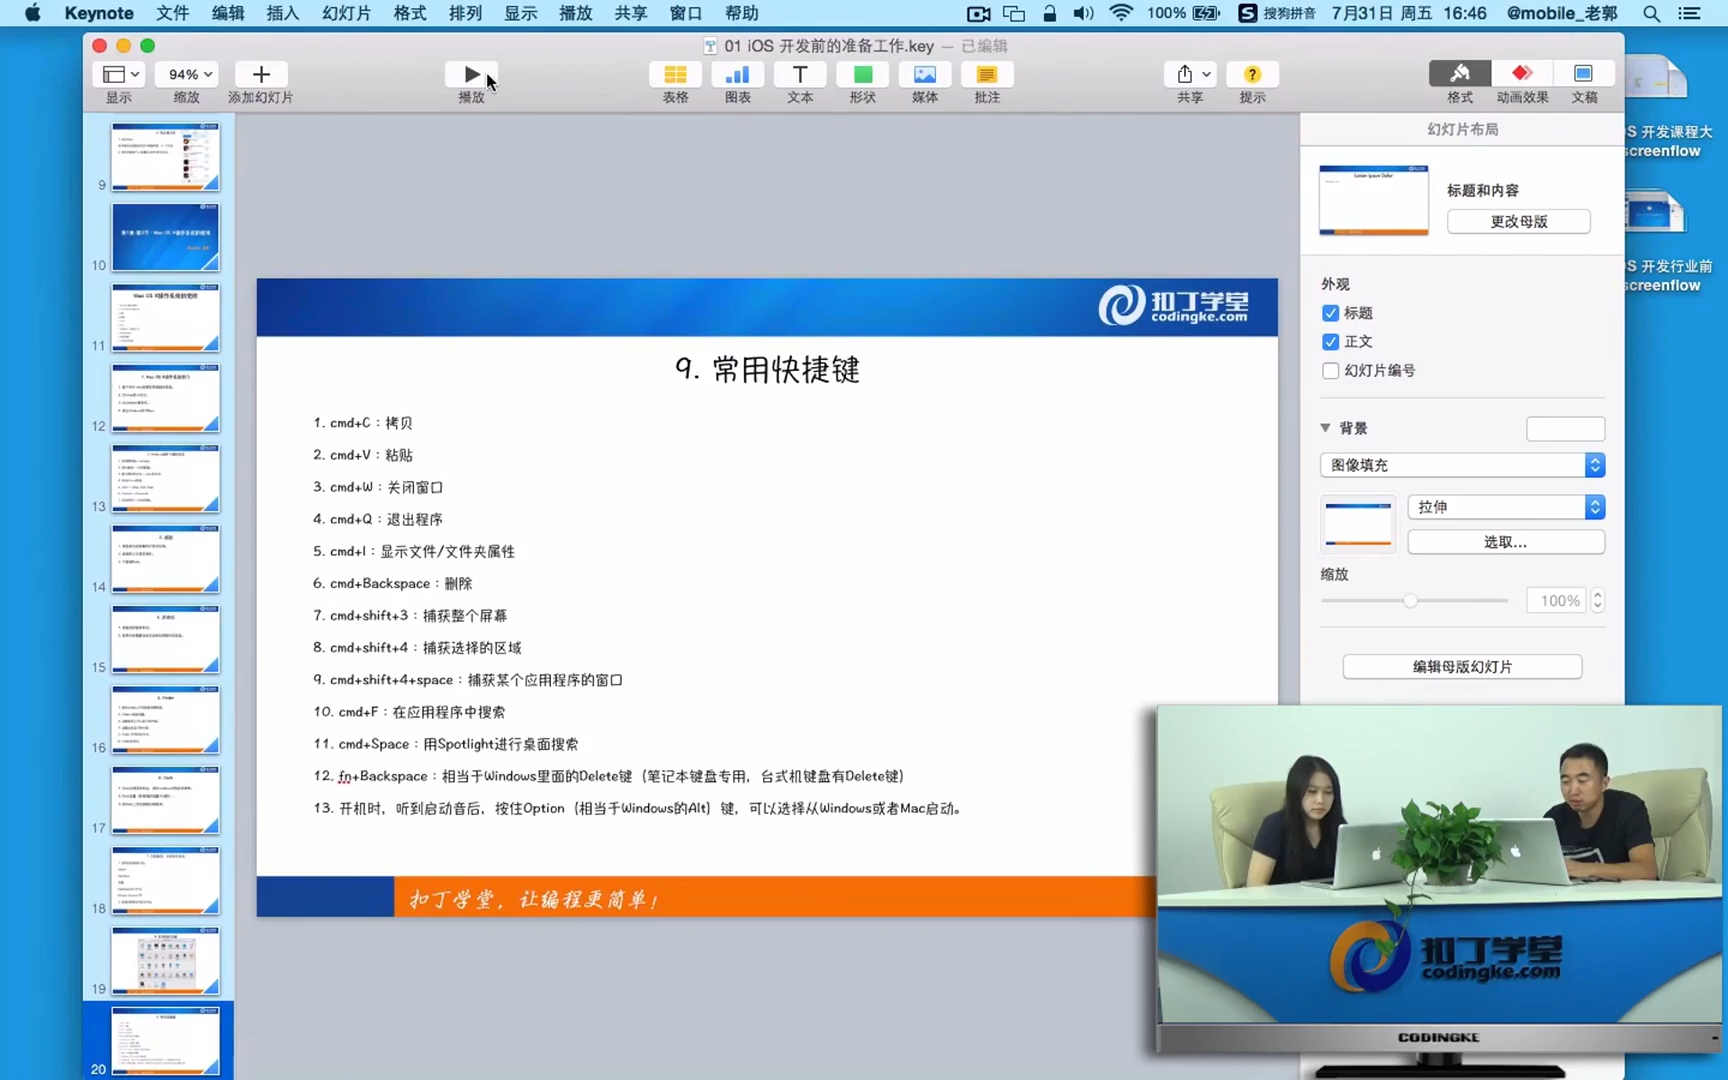 Keynote 文件 编辑 插入 幻灯片 格式 排列 显示 播放 共享 窗口 帮助 100% S 搜狗拼音 7月31日 周五 16:46 @mobile_老郭
01 iOS 开发前的准备工作.key — 已编辑
94%
显示 缩放 添加幻灯片 播放 表格 图表 文本 形状 媒体 批注 共享 提示 格式 动画效果 文稿
幻灯片布局
S 开发课程大
screenflow
标题和内容
更改母版
S 开发行业前
screenflow
外观
标题
正文
幻灯片编号
背景
图像填充
拉伸
选取...
缩放
100%
编辑母版幻灯片
9
10
11
12
13
14
15
16
17
18
19
20
扣丁学堂
codingke.com
9. 常用快捷键
1. cmd+C：拷贝
2. cmd+V：粘贴
3. cmd+W：关闭窗口
4. cmd+Q：退出程序
5. cmd+I：显示文件/文件夹属性
6. cmd+Backspace：删除
7. cmd+shift+3：捕获整个屏幕
8. cmd+shift+4：捕获选择的区域
9. cmd+shift+4+space：捕获某个应用程序的窗口
10. cmd+F：在应用程序中搜索
11. cmd+Space：用Spotlight进行桌面搜索
12. fn+Backspace：相当于Windows里面的Delete键（笔记本键盘专用，台式机键盘有Delete键）
13. 开机时，听到启动音后，按住Option（相当于Windows的Alt）键，可以选择从Windows或者Mac启动。
扣丁学堂，让编程更简单！
扣丁学堂
codingke.com
CODINGKE